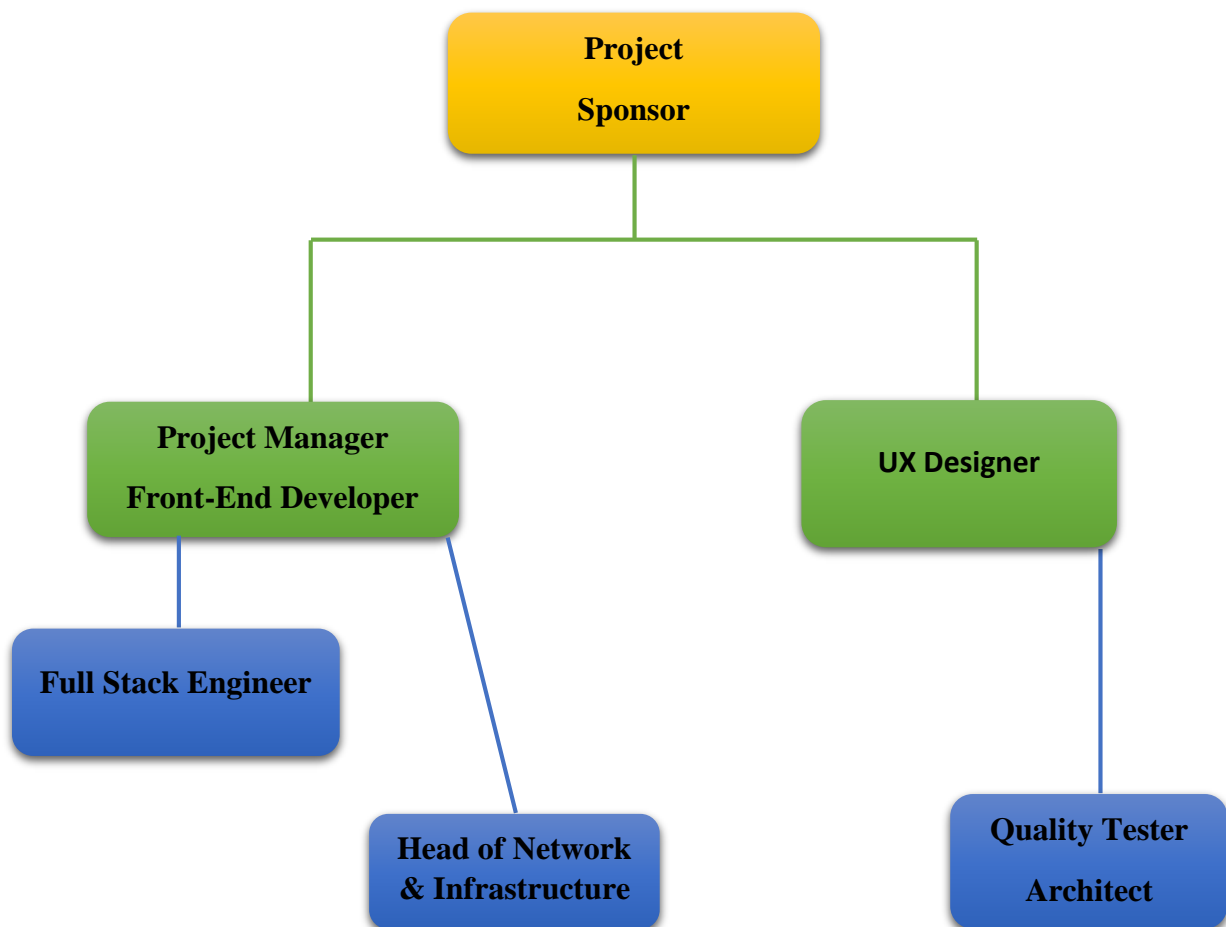 Project
Sponsor
Project Manager
Front-End Developer
UX Designer
Full Stack Engineer
Head of Network
& Infrastructure
Quality Tester
Architect